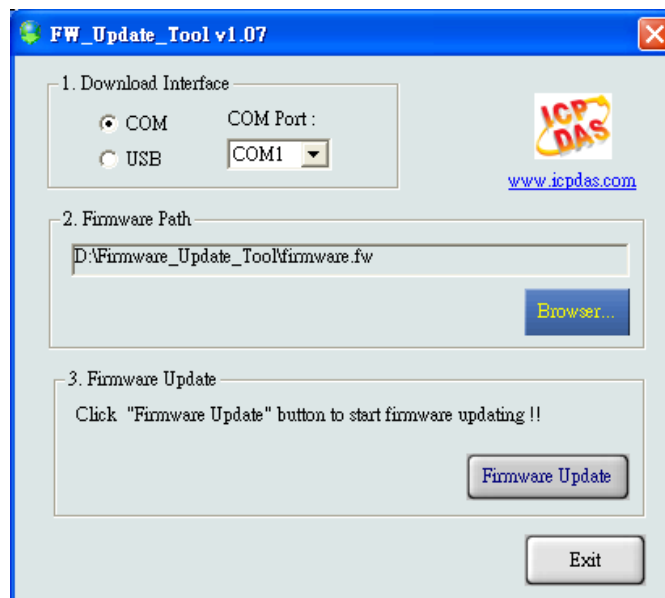 FW_Update_Tool v1.07
1. Download Interface
COM
COM Port :
USB
COM1
ICP
DAS
www.icpdas.com
2. Firmware Path
D:\Firmware_Update_Tool\firmware.fw
Browser...
3. Firmware Update
Click "Firmware Update" button to start firmware updating !!
Firmware Update
Exit